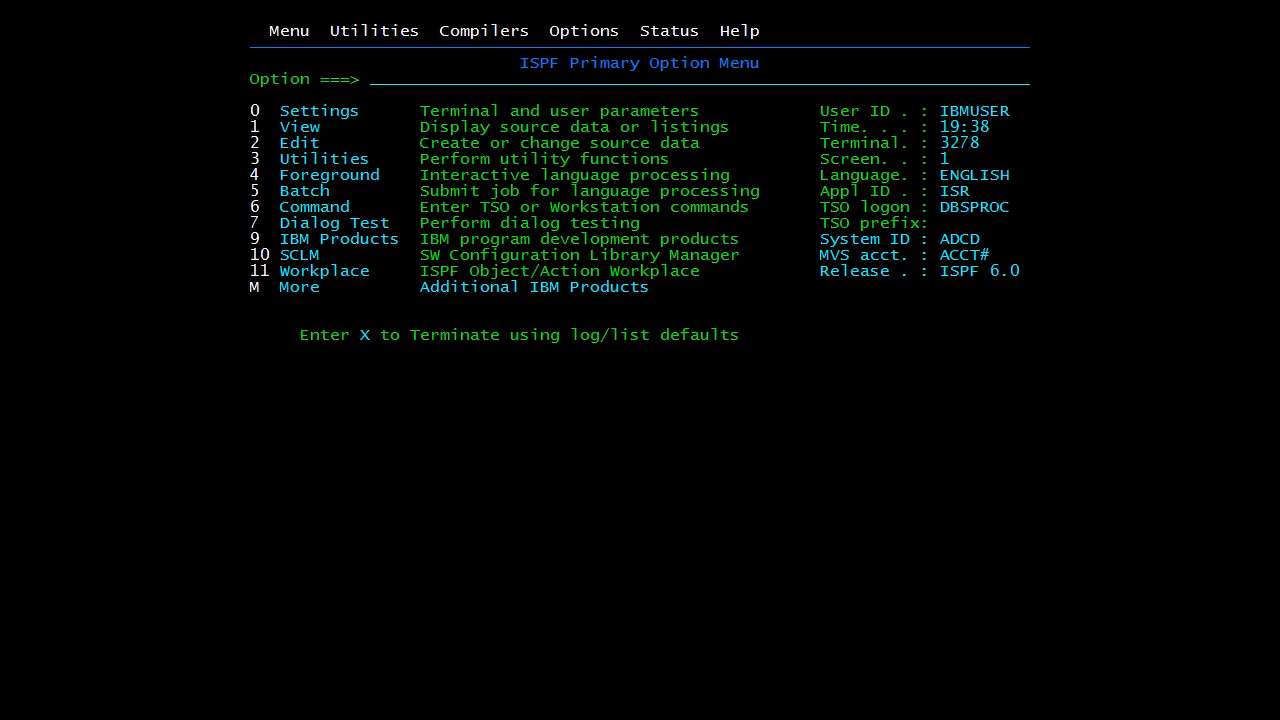 Menu  Utilities  Compilers  Options  Status  Help
ISPF Primary Option Menu
Option ===>
0  Settings  Terminal and user parameters  User ID . : IBMUSER
1  View  Display source data or listings  Time. . . : 19:38
2  Edit  Create or change source data  Terminal. : 3278
3  Utilities  Perform utility functions  Screen. . : 1
4  Foreground  Interactive language processing  Language. : ENGLISH
5  Batch  Submit job for language processing  Appl ID . : ISR
6  Command  Enter TSO or Workstation commands  TSO logon : DBSPROC
7  Dialog Test  Perform dialog testing  TSO prefix:
9  IBM Products  IBM program development products  System ID : ADCD
10 SCLM  SW Configuration Library Manager  MVS acct. : ACCT#
11 Workplace  ISPF Object/Action Workplace  Release . : ISPF 6.0
M  More  Additional IBM Products
Enter X to Terminate using log/list defaults